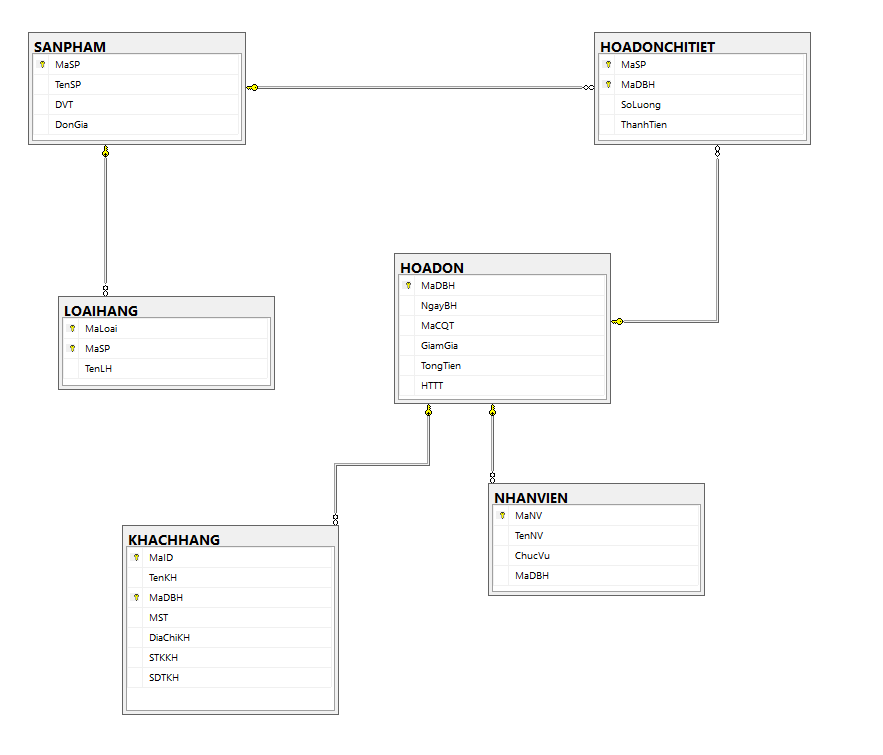 SANPHAM
MaSP
TenSP
DVT
DonGia
HOADONCHITIET
MaSP
MaDBH
SoLuong
ThanhTien
LOAIHANG
MaLoai
MaSP
TenLH
HOADON
MaDBH
NgayBH
MaCQT
GiamGia
TongTien
HTTT
KHACHHANG
MaID
TenKH
MaDBH
MST
DiaChiKH
STKKH
SDTKH
NHANVIEN
MaNV
TenNV
ChucVu
MaDBH